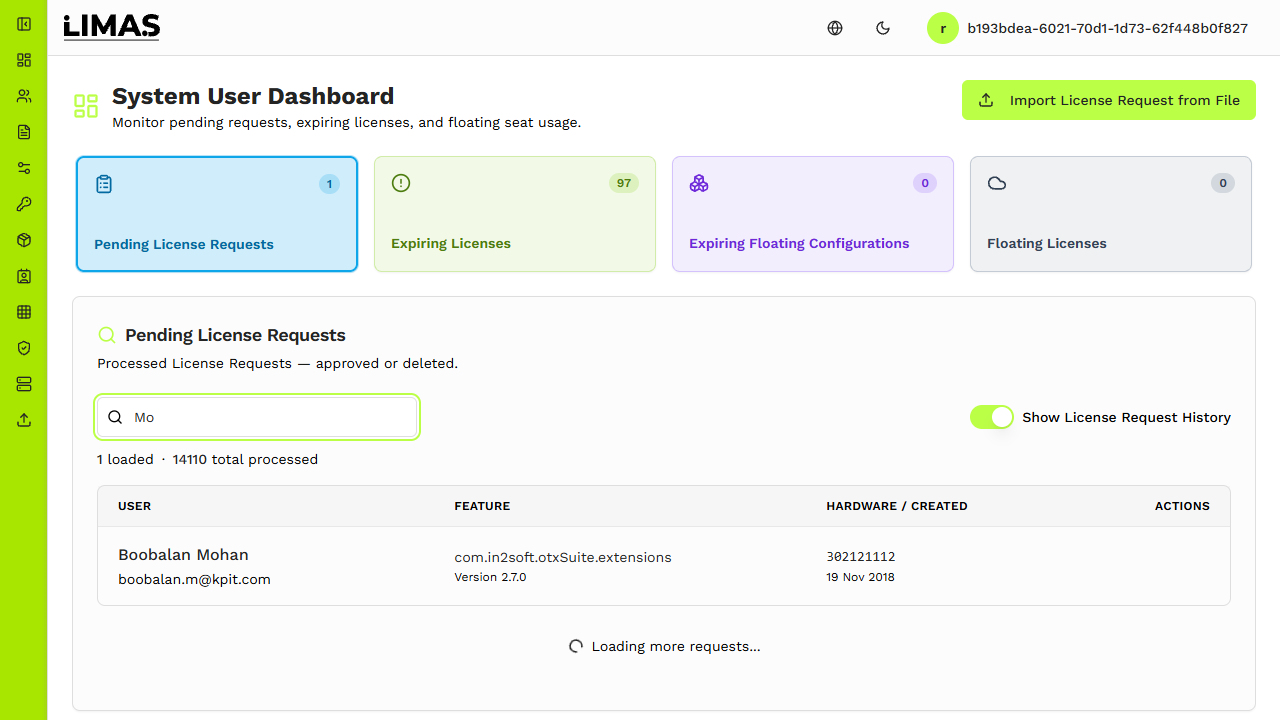 LIMAS
r
b193bdea-6021-70d1-1d73-62f448b0f827
System User Dashboard
Monitor pending requests, expiring licenses, and floating seat usage.
Import License Request from File
1
Pending License Requests
97
Expiring Licenses
0
Expiring Floating Configurations
0
Floating Licenses
Pending License Requests
Processed License Requests — approved or deleted.
Mo
Show License Request History
1 loaded · 14110 total processed
USER FEATURE HARDWARE / CREATED ACTIONS
Boobalan Mohan
boobalan.m@kpit.com
com.in2soft.otxSuite.extensions
Version 2.7.0
302121112
19 Nov 2018
Loading more requests...